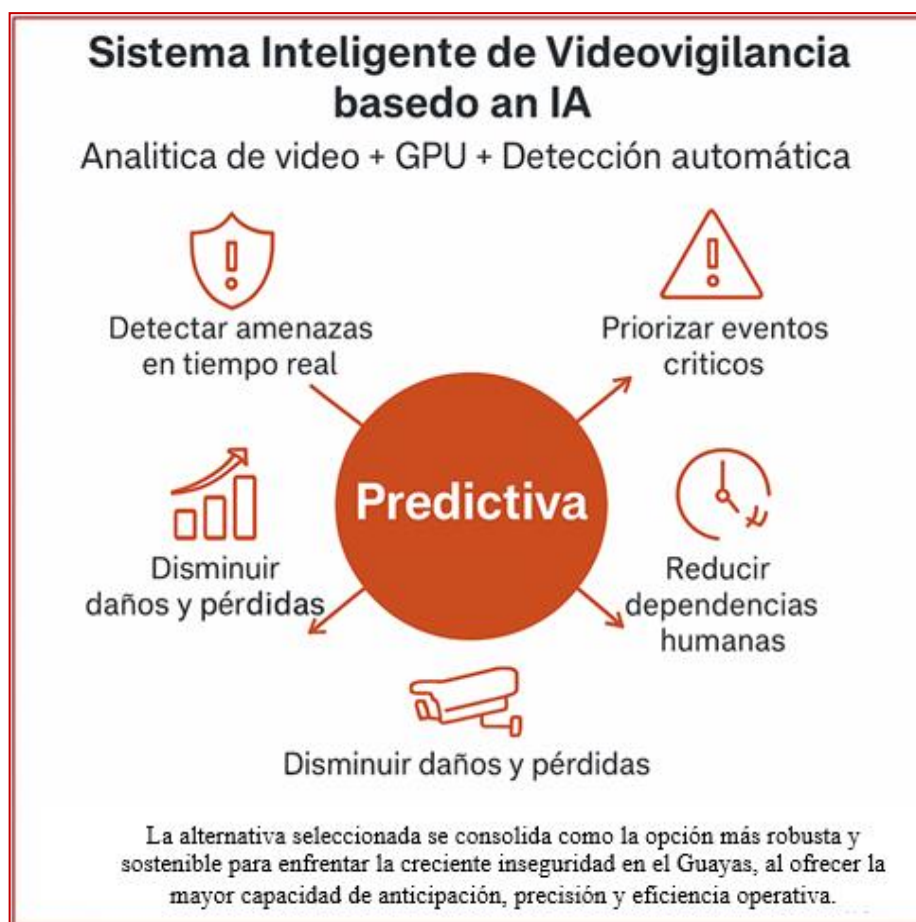 Sistema Inteligente de Videovigilancia
basedo an IA
Analitica de video + GPU + Detección automática
Detectar amenazas
en tiempo real
Priorizar eventos
criticos
Predictiva
Disminuir
daños y pérdidas
Reducir
dependencias
humanas
Disminuir daños y pérdidas
La alternativa seleccionada se consolida como la opción más robusta y
sostenible para enfrentar la creciente inseguridad en el Guayas, al ofrecer la
mayor capacidad de anticipación, precisión y eficiencia operativa.